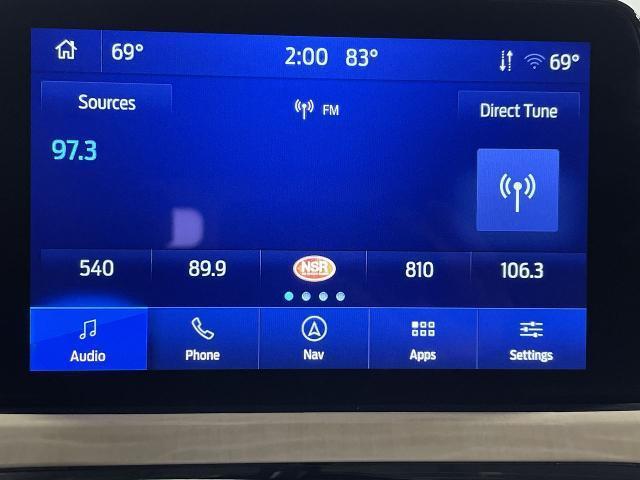 69° 2:00 83° 69°
Sources FM Direct Tune
97.3
540 89.9 NSR 810 106.3
Audio Phone Nav Apps Settings